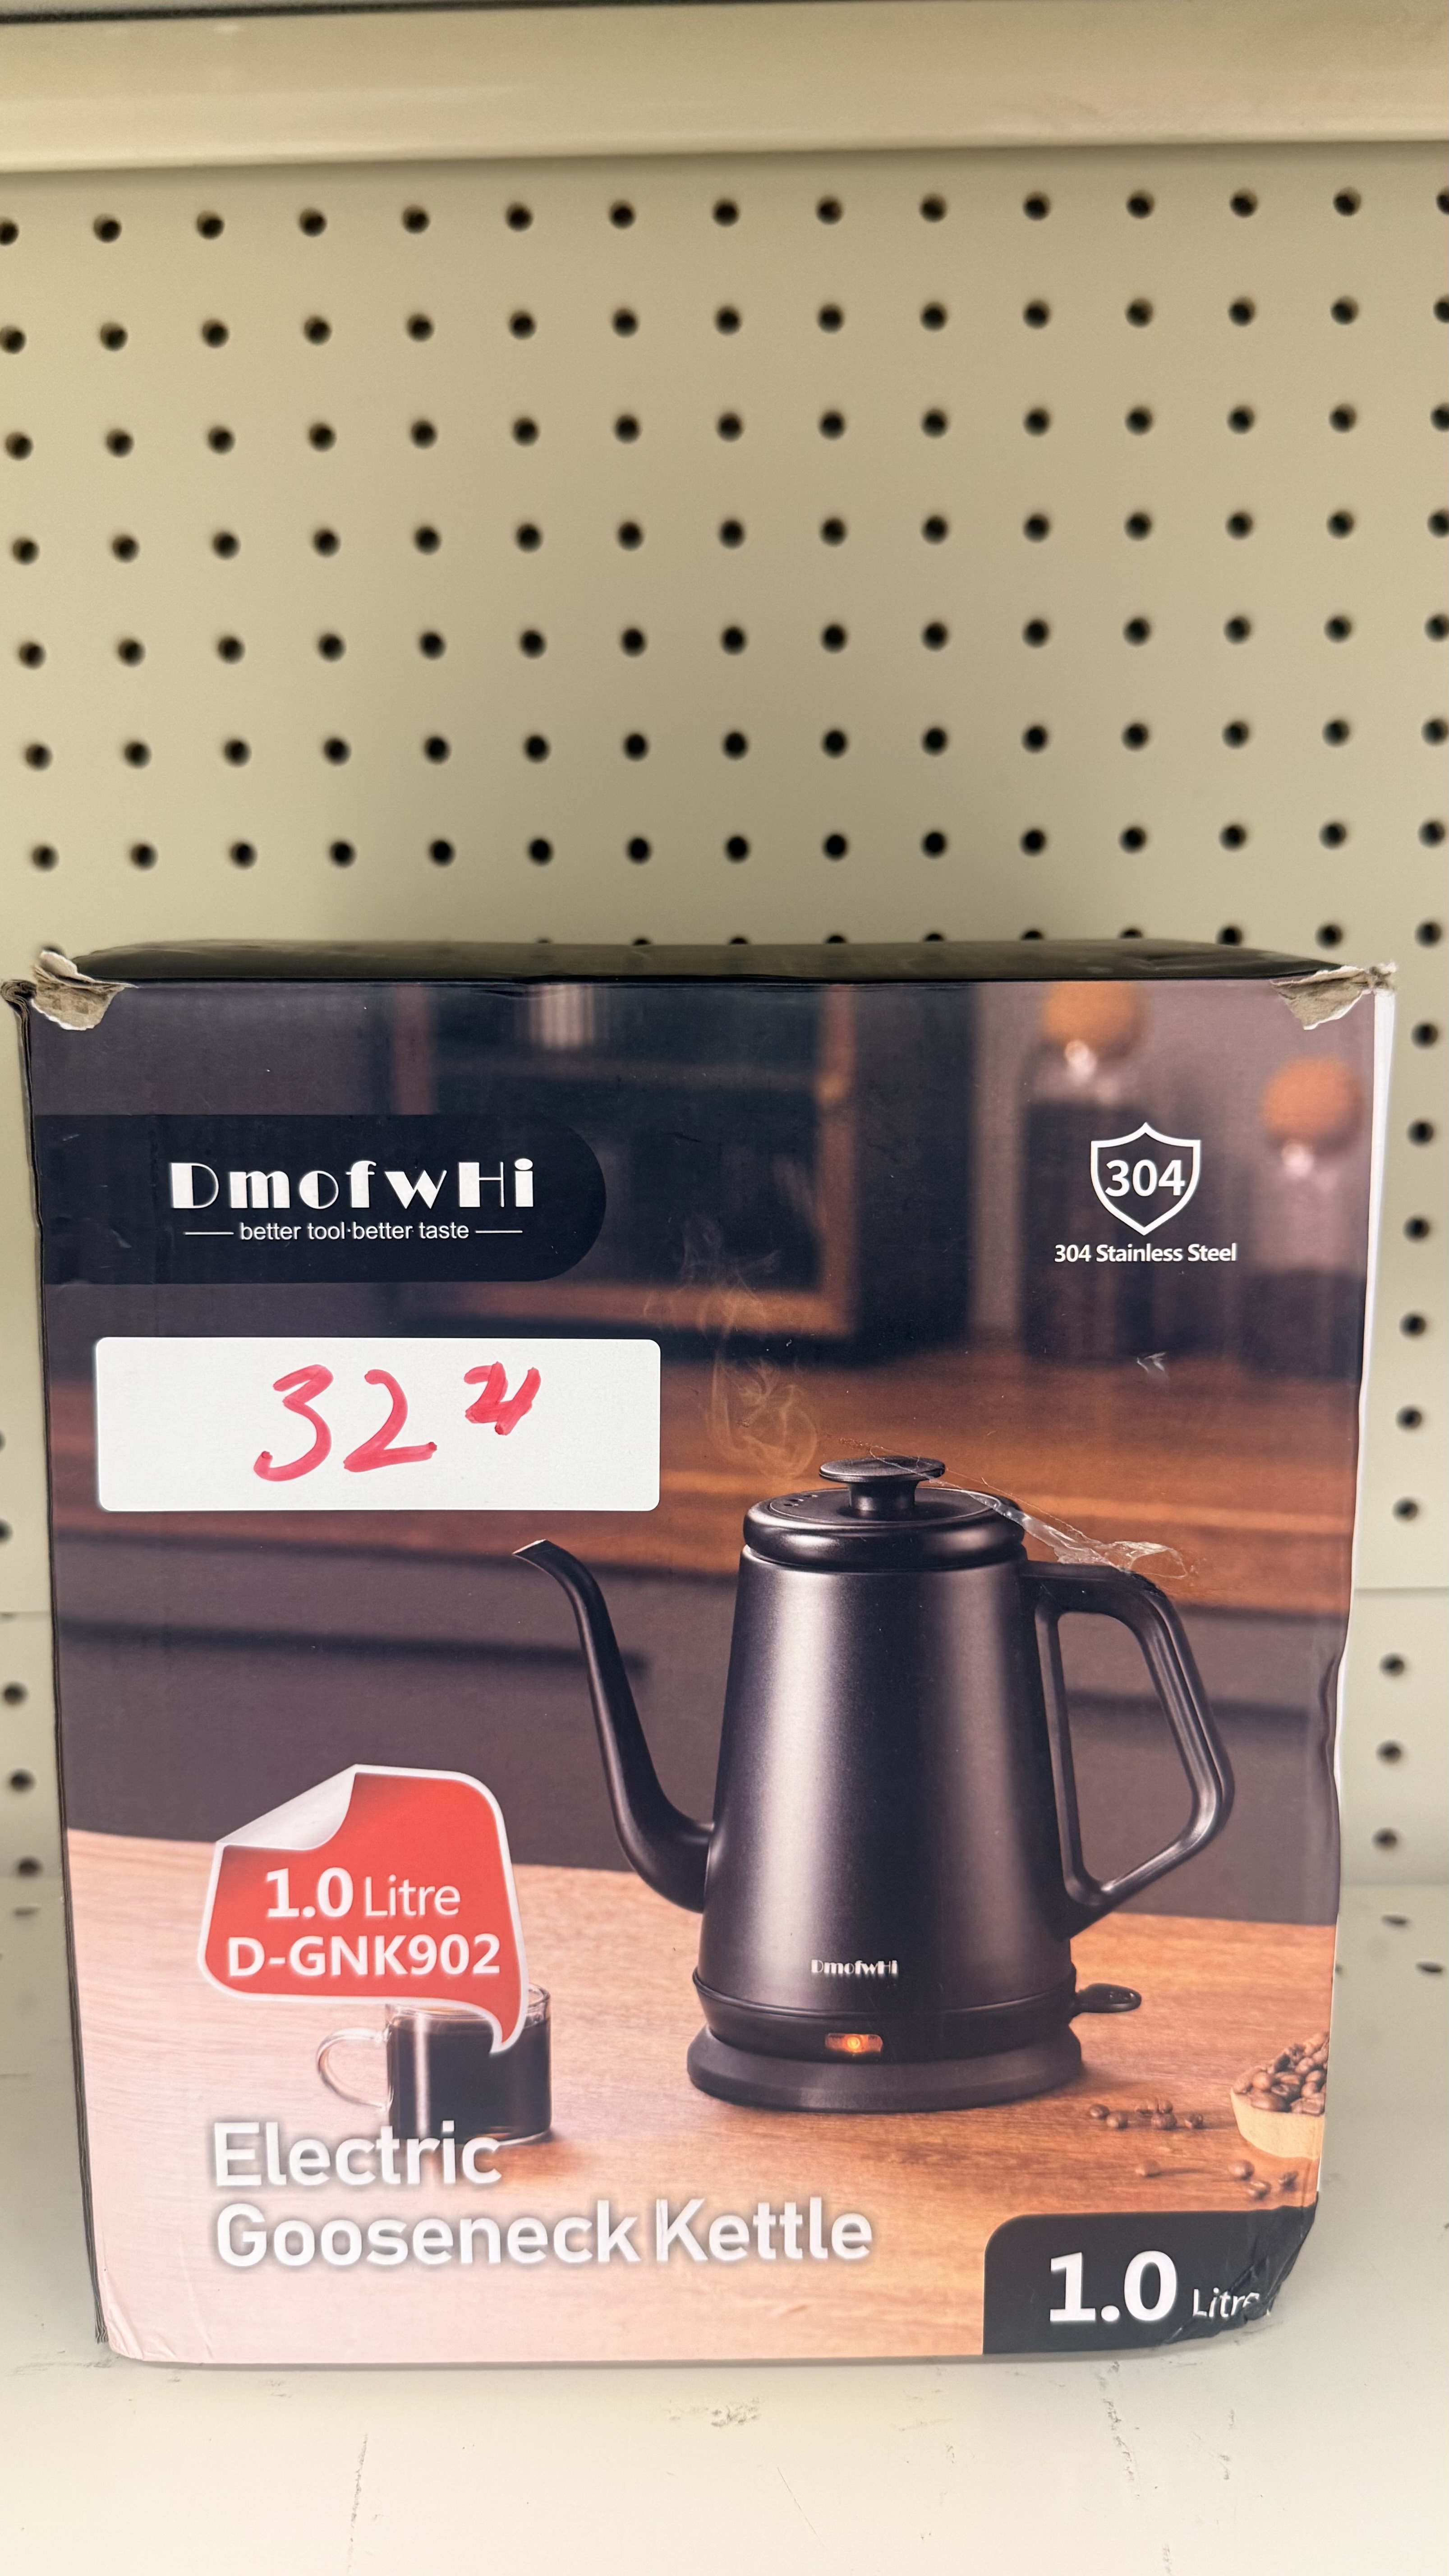 DmofwHi
better tool·better taste
304
304 Stainless Steel
32
1.0 Litre
D-GNK902
DmofwHi
Electric
Gooseneck Kettle
1.0 Litre